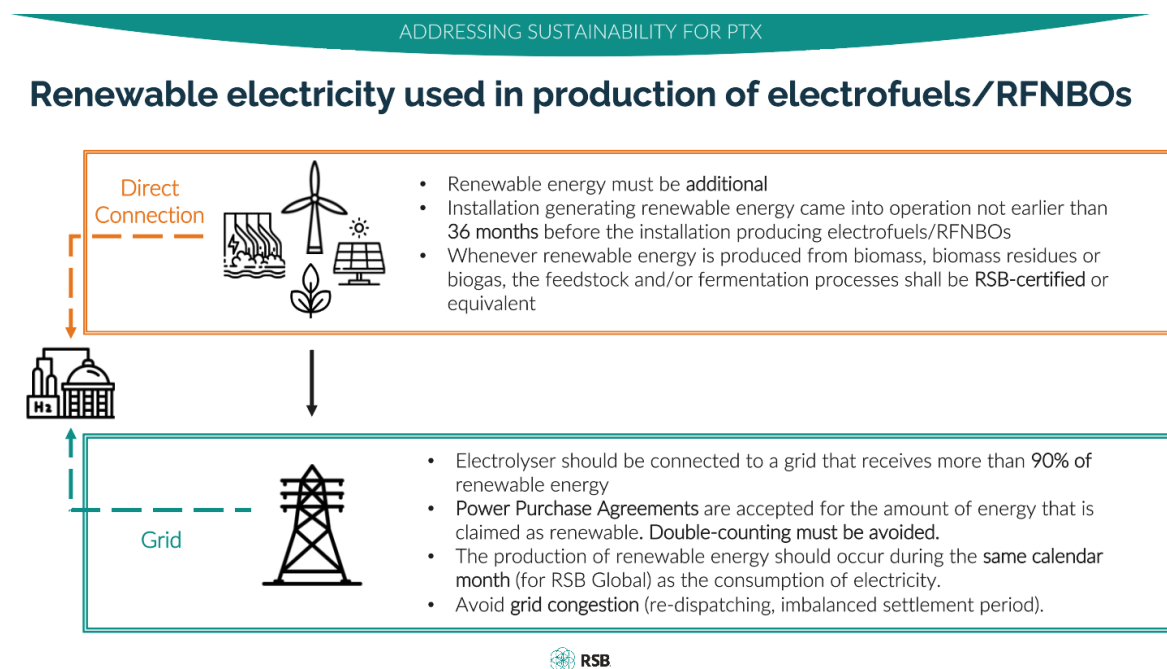 ADDRESSING SUSTAINABILITY FOR PTX
Renewable electricity used in production of electrofuels/RFNBOs
Direct
Connection
• Renewable energy must be additional
• Installation generating renewable energy came into operation not earlier than
36 months before the installation producing electrofuels/RFNBOs
• Whenever renewable energy is produced from biomass, biomass residues or
biogas, the feedstock and/or fermentation processes shall be RSB-certified or
equivalent
H2
• Electrolyser should be connected to a grid that receives more than 90% of
renewable energy
• Power Purchase Agreements are accepted for the amount of energy that is
claimed as renewable. Double-counting must be avoided.
• The production of renewable energy should occur during the same calendar
month (for RSB Global) as the consumption of electricity.
• Avoid grid congestion (re-dispatching, imbalanced settlement period).
Grid
RSB